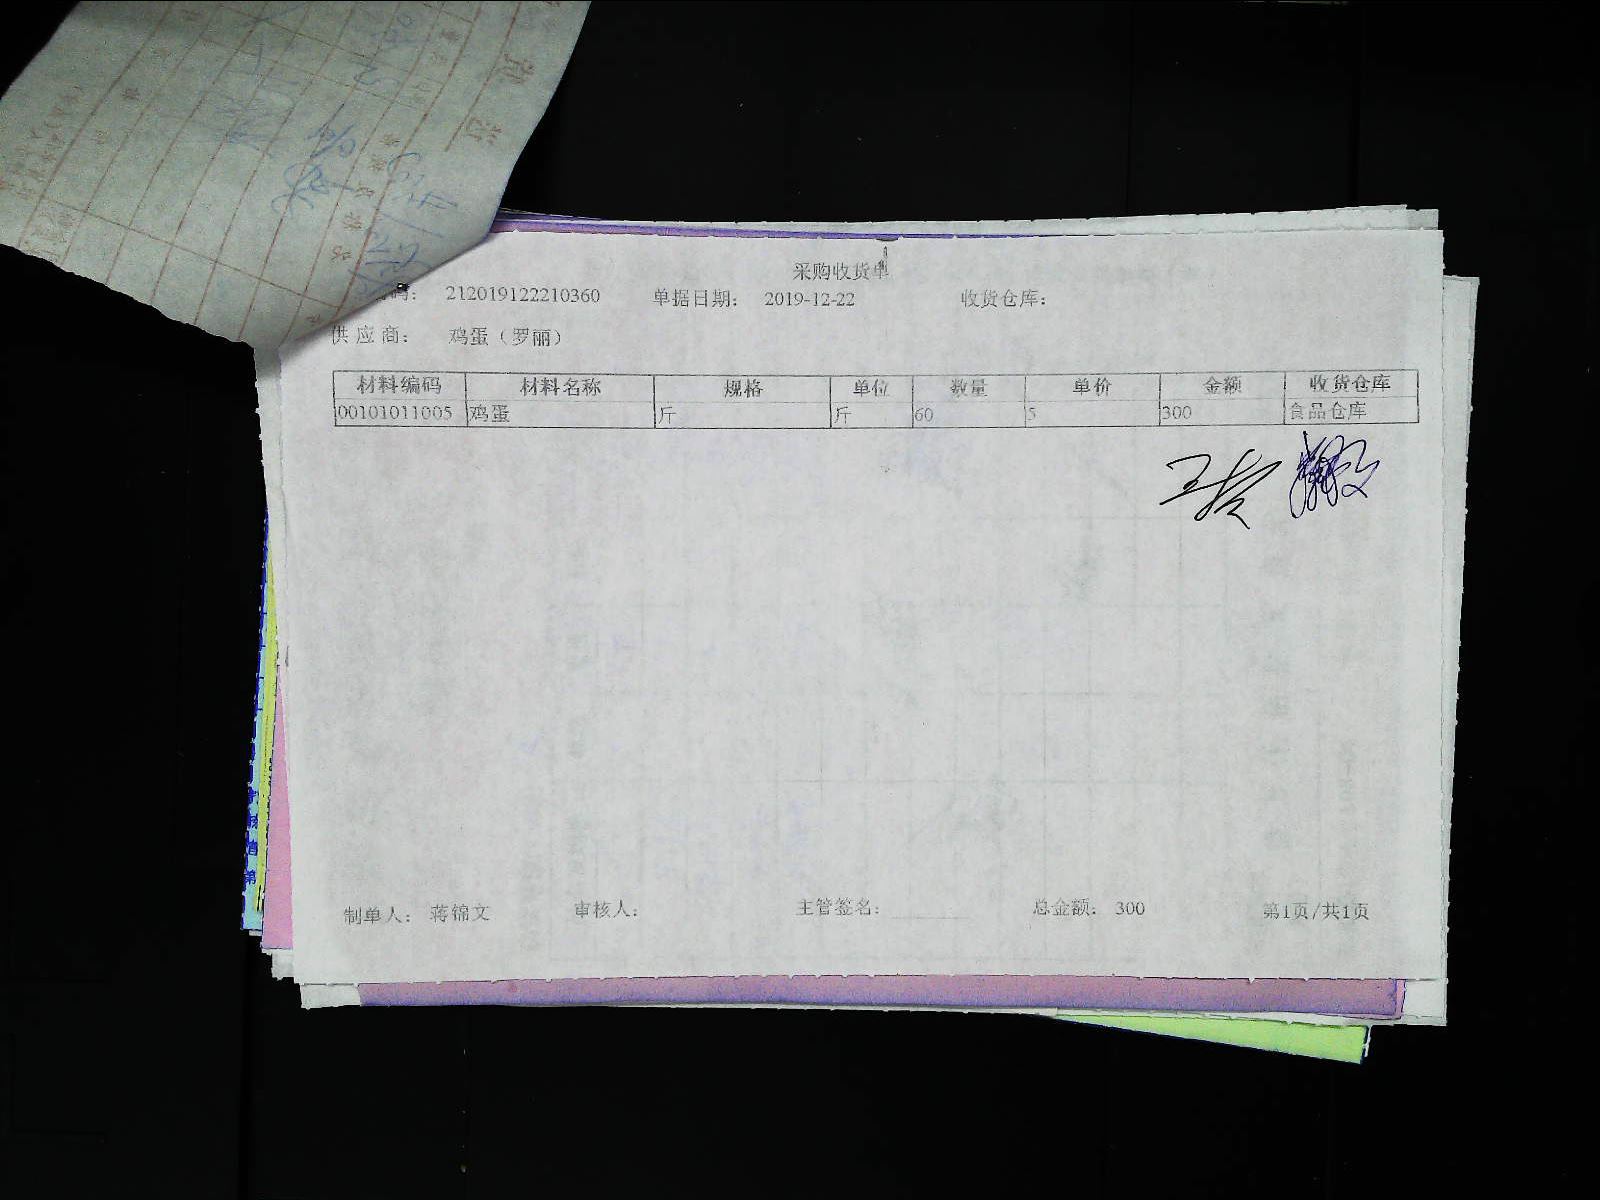 采购收货单
码： 212019122210360 单据日期： 2019-12-22 收货仓库：
供应商： 鸡蛋（罗丽）
材料编码 材料名称 规格 单位 数量 单价 金额 收货仓库
00101011005 鸡蛋 斤 斤 60 5 300 食品仓库
制单人： 蒋锦文 审核人： 主管签名： 总金额： 300 第1页/共1页